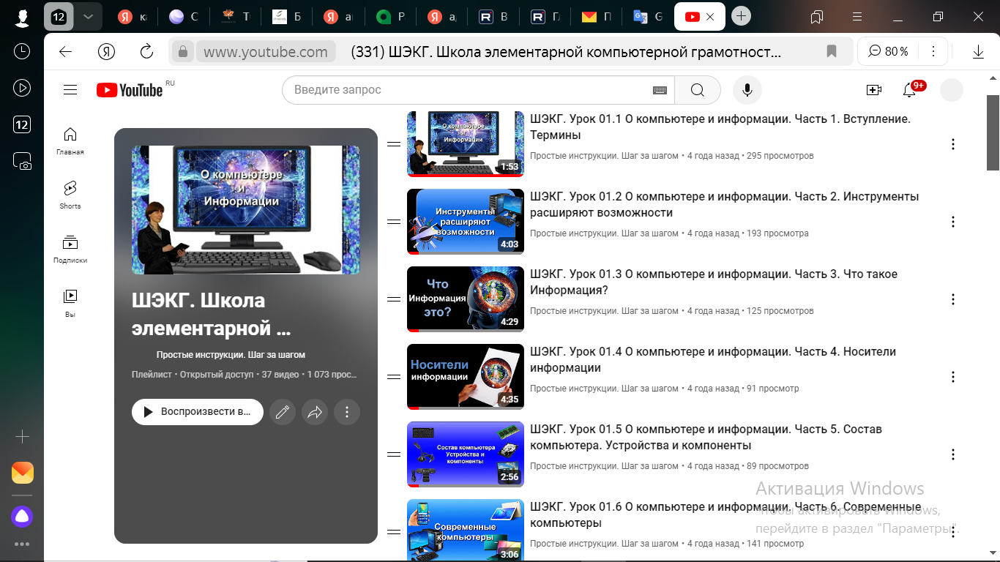 12
ка
С
Т
Б
а
Р
а,
В
Г
П
G
www.youtube.com
(331) ШЭКГ. Школа элементарной компьютерной грамотност...
80 %
12
YouTube RU
Введите запрос
9+
Главная
Shorts
Подписки
Вы
О компьютере
и
Информации
ШЭКГ. Школа
элементарной ...
Простые инструкции. Шаг за шагом
Плейлист • Открытый доступ • 37 видео • 1 073 прос...
Воспроизвести в...
О компьютере
и
Информации
1:53
ШЭКГ. Урок 01.1 О компьютере и информации. Часть 1. Вступление.
Термины
Простые инструкции. Шаг за шагом • 4 года назад • 295 просмотров
Инструменты
расширяют
возможности
4:03
ШЭКГ. Урок 01.2 О компьютере и информации. Часть 2. Инструменты
расширяют возможности
Простые инструкции. Шаг за шагом • 4 года назад • 193 просмотра
Что
Информация
это?
4:29
ШЭКГ. Урок 01.3 О компьютере и информации. Часть 3. Что такое
Информация?
Простые инструкции. Шаг за шагом • 4 года назад • 125 просмотров
Носители
информации
4:35
ШЭКГ. Урок 01.4 О компьютере и информации. Часть 4. Носители
информации
Простые инструкции. Шаг за шагом • 4 года назад • 91 просмотр
Состав компьютера
Устройства и
компоненты
2:56
ШЭКГ. Урок 01.5 О компьютере и информации. Часть 5. Состав
компьютера. Устройства и компоненты
Простые инструкции. Шаг за шагом • 4 года назад • 89 просмотров
Современные
компьютеры
3:06
ШЭКГ. Урок 01.6 О компьютере и информации. Часть 6. Современные
компьютеры
Простые инструкции. Шаг за шагом • 4 года назад • 141 просмотр
Активация Windows
Чтобы активировать Windows,
перейдите в раздел "Параметры".